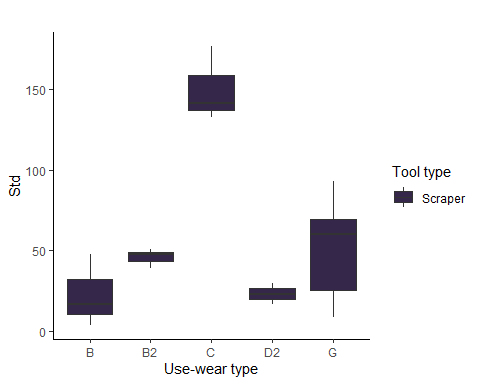 150
100
50
0
Std
B B2 C D2 G
Use-wear type
Tool type
Scraper